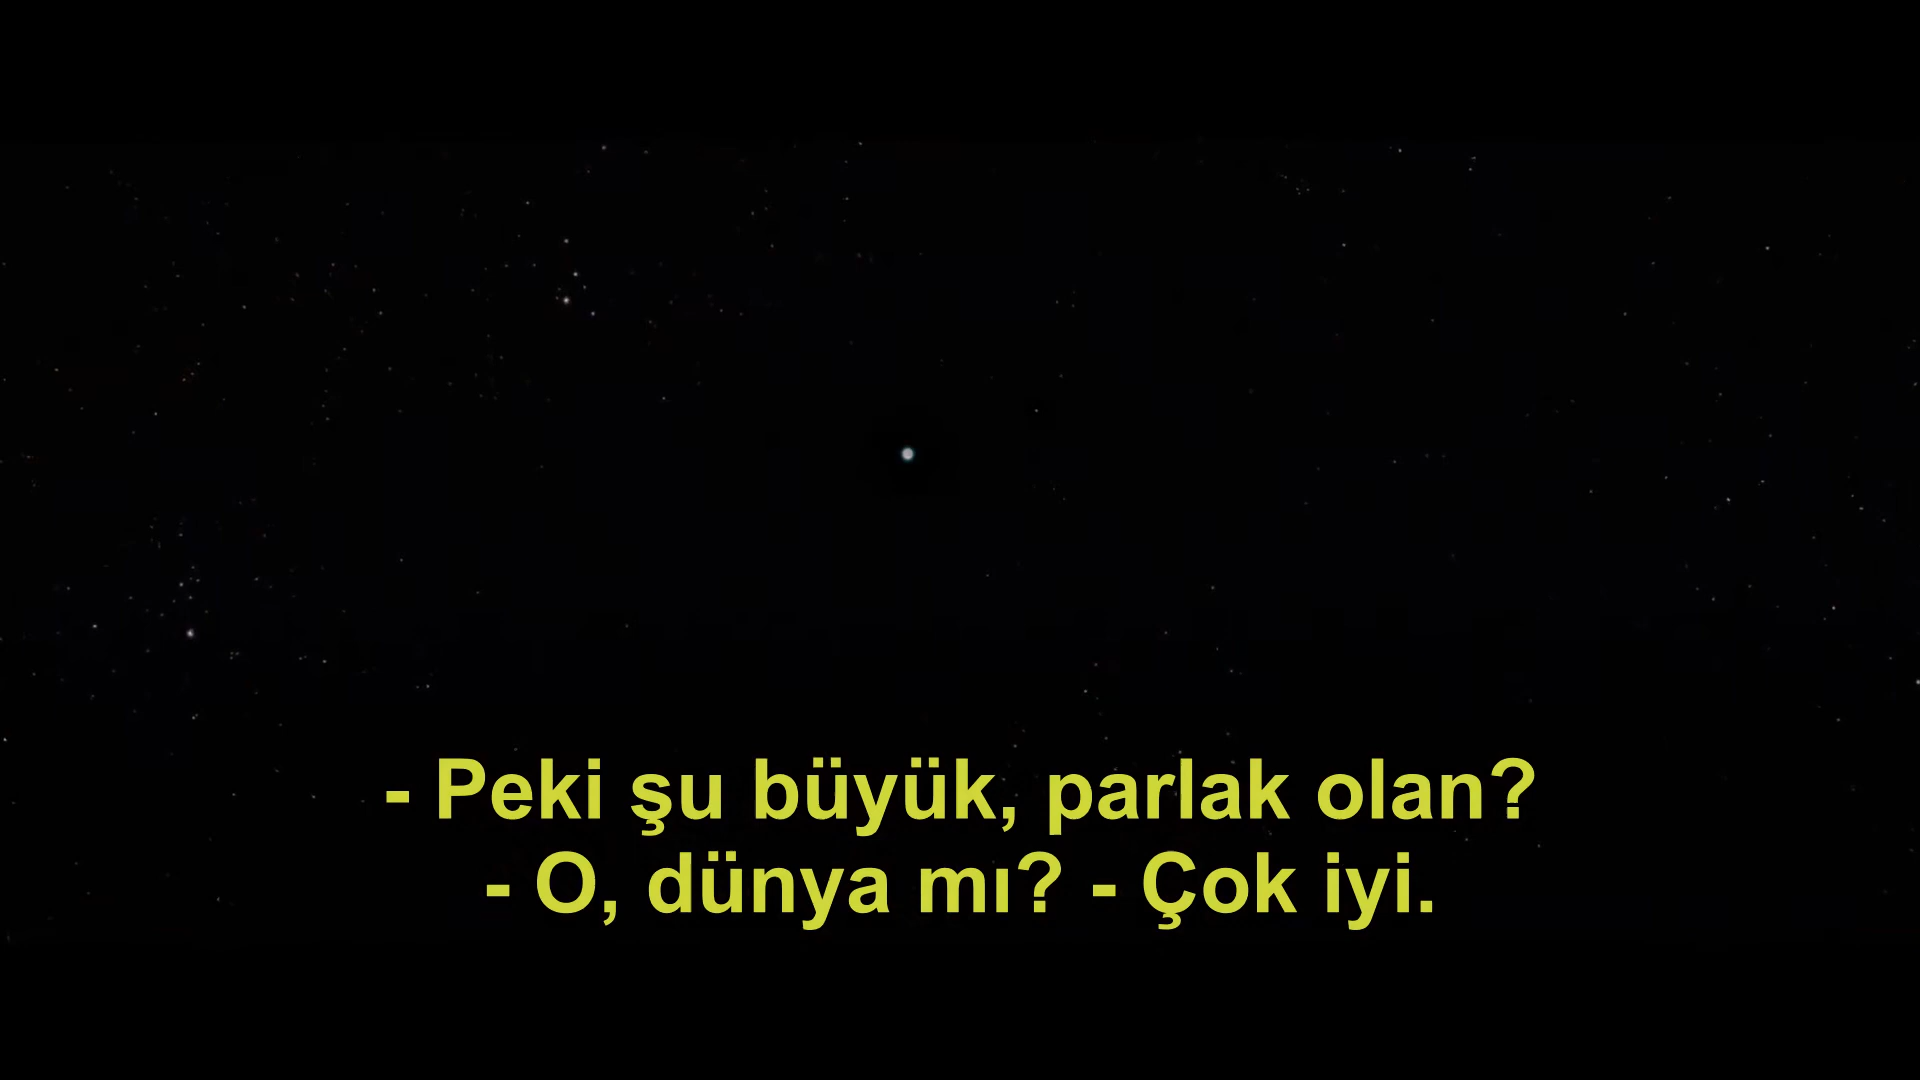 - Peki şu büyük, parlak olan?
- O, dünya mı? - Çok iyi.